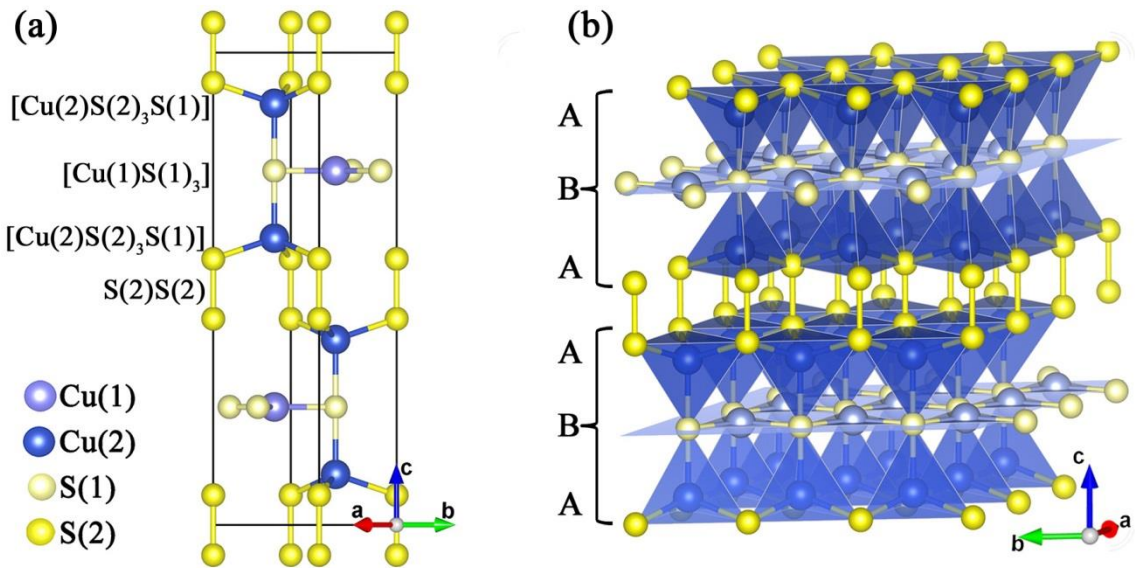 (a)
[Cu(2)S(2)₃S(1)]
[Cu(1)S(1)₃]
[Cu(2)S(2)₃S(1)]
S(2)S(2)
Cu(1)
Cu(2)
S(1)
S(2)
c
a
b
(b)
A
B
A
A
B
A
c
a
b